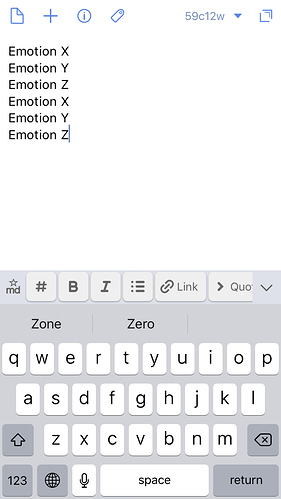 59c12w
Emotion X
Emotion Y
Emotion Z
Emotion X
Emotion Y
Emotion Z
md # B I Link Quo
Zone Zero
q w e r t y u i o p
a s d f g h j k l
z x c v b n m
123 space return